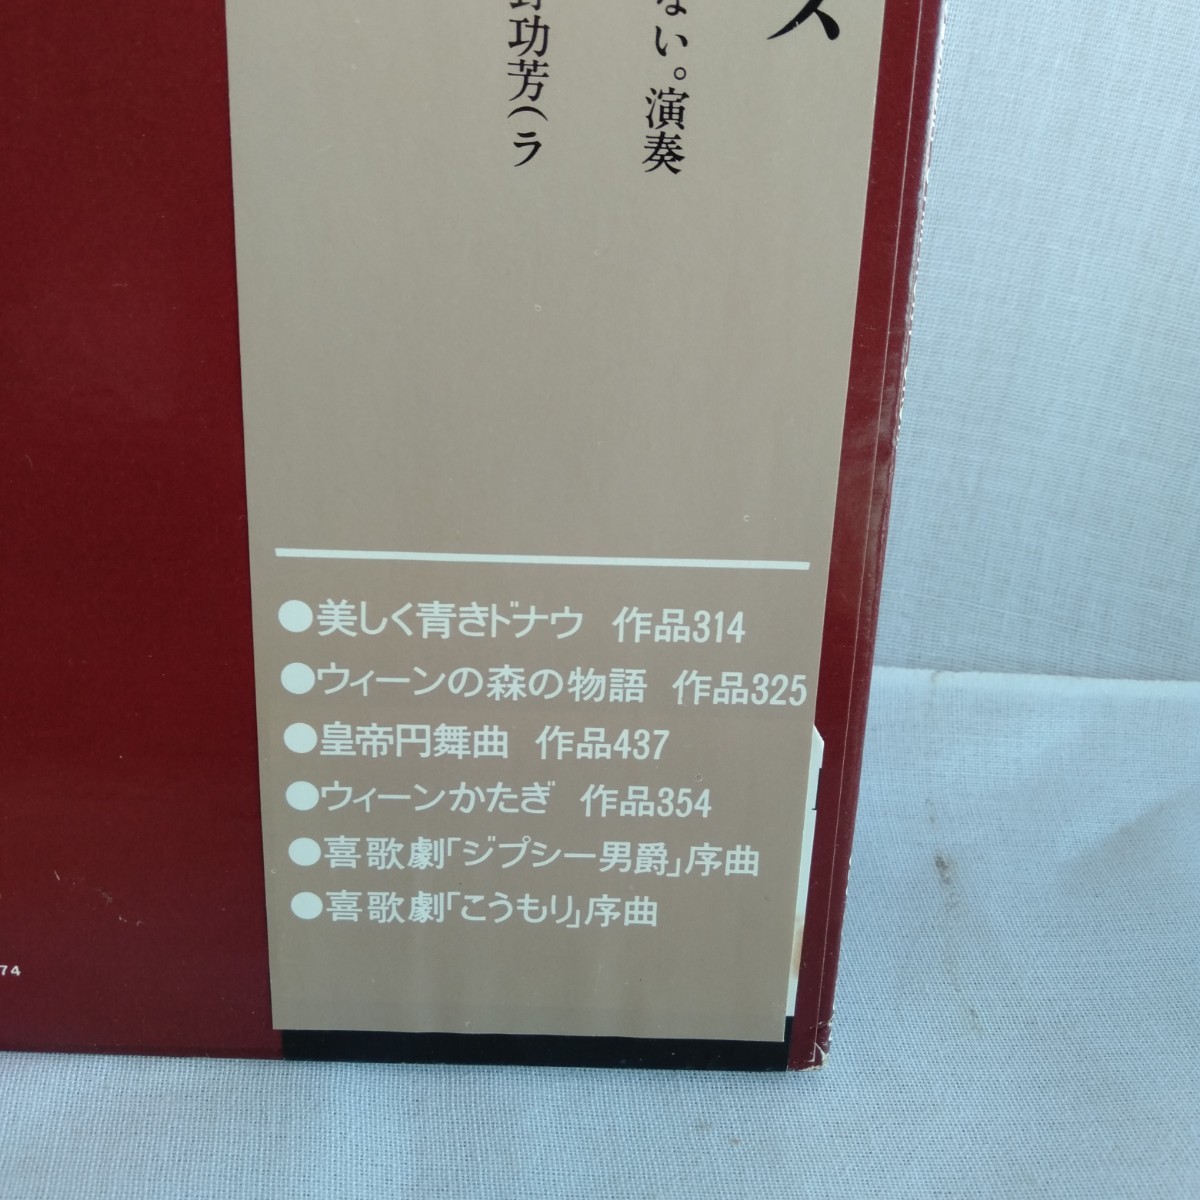 ス
ない。演奏
野功芳(ラ
●美しく青きドナウ 作品314
●ウィーンの森の物語 作品325
●皇帝円舞曲 作品437
●ウィーンかたぎ 作品354
●喜歌劇「ジプシー男爵」序曲
●喜歌劇「こうもり」序曲
74